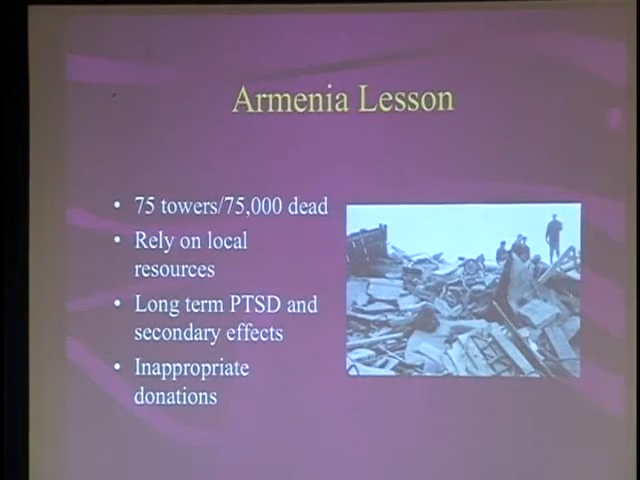 Armenia Lesson
• 75 towers/75,000 dead
• Rely on local
resources
• Long term PTSD and
secondary effects
• Inappropriate
donations